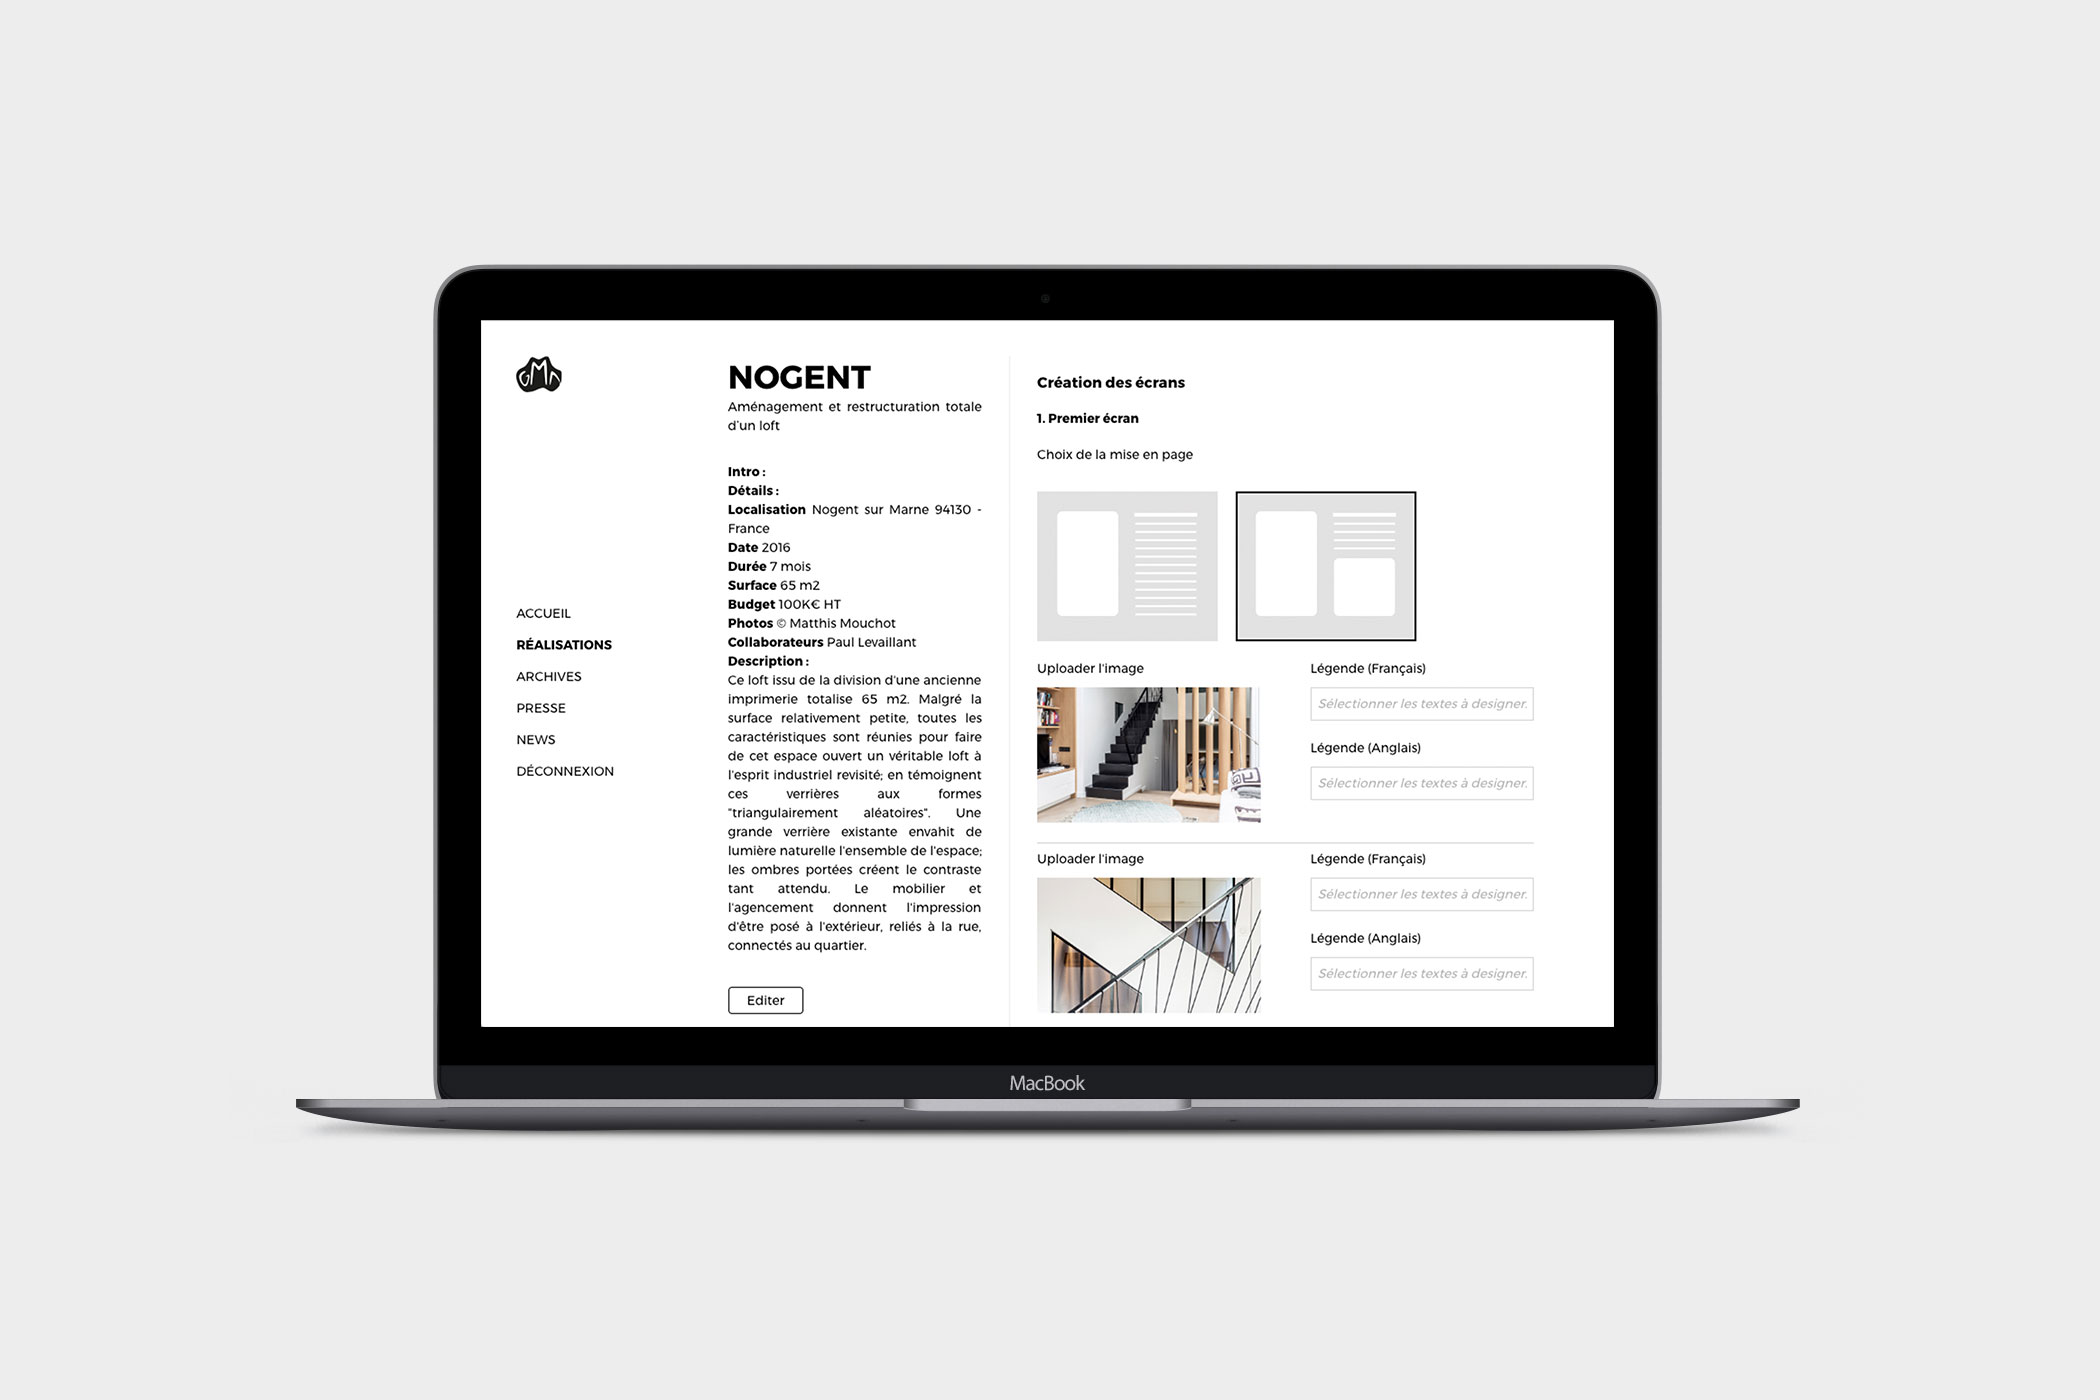 GMA
NOGENT
Aménagement et restructuration totale
d'un loft
Intro :
Détails :
Localisation Nogent sur Marne 94130 -
France
Date 2016
Durée 7 mois
Surface 65 m2
Budget 100K€ HT
Photos © Matthis Mouchot
Collaborateurs Paul Levaillant
Description :
Ce loft issu de la division d'une ancienne
imprimerie totalise 65 m2. Malgré la
surface relativement petite, toutes les
caractéristiques sont réunies pour faire
de cet espace ouvert un véritable loft à
l'esprit industriel revisité; en témoignent
ces verrières aux formes
"triangulairement aléatoires". Une
grande verrière existante envahit de
lumière naturelle l'ensemble de l'espace;
les ombres portées créent le contraste
tant attendu. Le mobilier et
l'agencement donnent l'impression
d'être posé à l'extérieur, reliés à la rue,
connectés au quartier.
Editer
ACCUEIL
RÉALISATIONS
ARCHIVES
PRESSE
NEWS
DÉCONNEXION
Création des écrans
1. Premier écran
Choix de la mise en page
Uploader l'image
Légende (Français)
Sélectionner les textes à designer.
Légende (Anglais)
Sélectionner les textes à designer.
Uploader l'image
Légende (Français)
Sélectionner les textes à designer.
Légende (Anglais)
Sélectionner les textes à designer.
MacBook